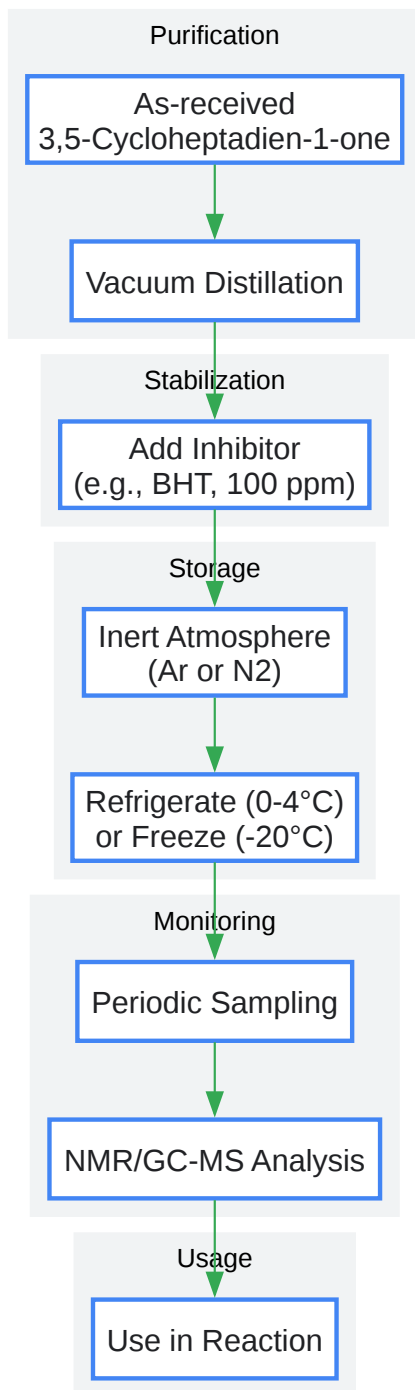 Purification
As-received
3,5-Cycloheptadien-1-one
Vacuum Distillation
Stabilization
Add Inhibitor
(e.g., BHT, 100 ppm)
Storage
Inert Atmosphere
(Ar or N2)
Refrigerate (0-4°C)
or Freeze (-20°C)
Monitoring
Periodic Sampling
NMR/GC-MS Analysis
Usage
Use in Reaction